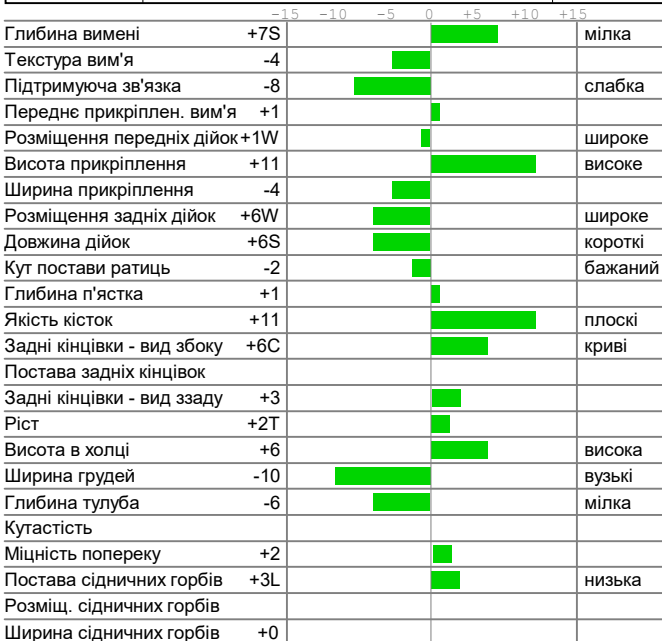 -15 -10 -5 0 +5 +10 +15
Глибина вимені +7S мілка
Текстура вим'я -4
Підтримуюча зв'язка -8 слабка
Переднє прикріплен. вим'я +1
Розміщення передніх дійок +1W широке
Висота прикріплення +11 високе
Ширина прикріплення -4
Розміщення задніх дійок +6W широке
Довжина дійок +6S короткі
Кут постави ратиць -2 бажаний
Глибина п'ястка +1
Якість кісток +11 плоскі
Задні кінцівки - вид збоку +6C криві
Постава задніх кінцівок
Задні кінцівки - вид ззаду +3
Ріст +2T
Висота в холці +6 висока
Ширина грудей -10 вузькі
Глибина тулуба -6 мілка
Кутастість
Міцність попереку +2
Постава сідничних горбів +3L низька
Розміщ. сідничних горбів
Ширина сідничних горбів +0